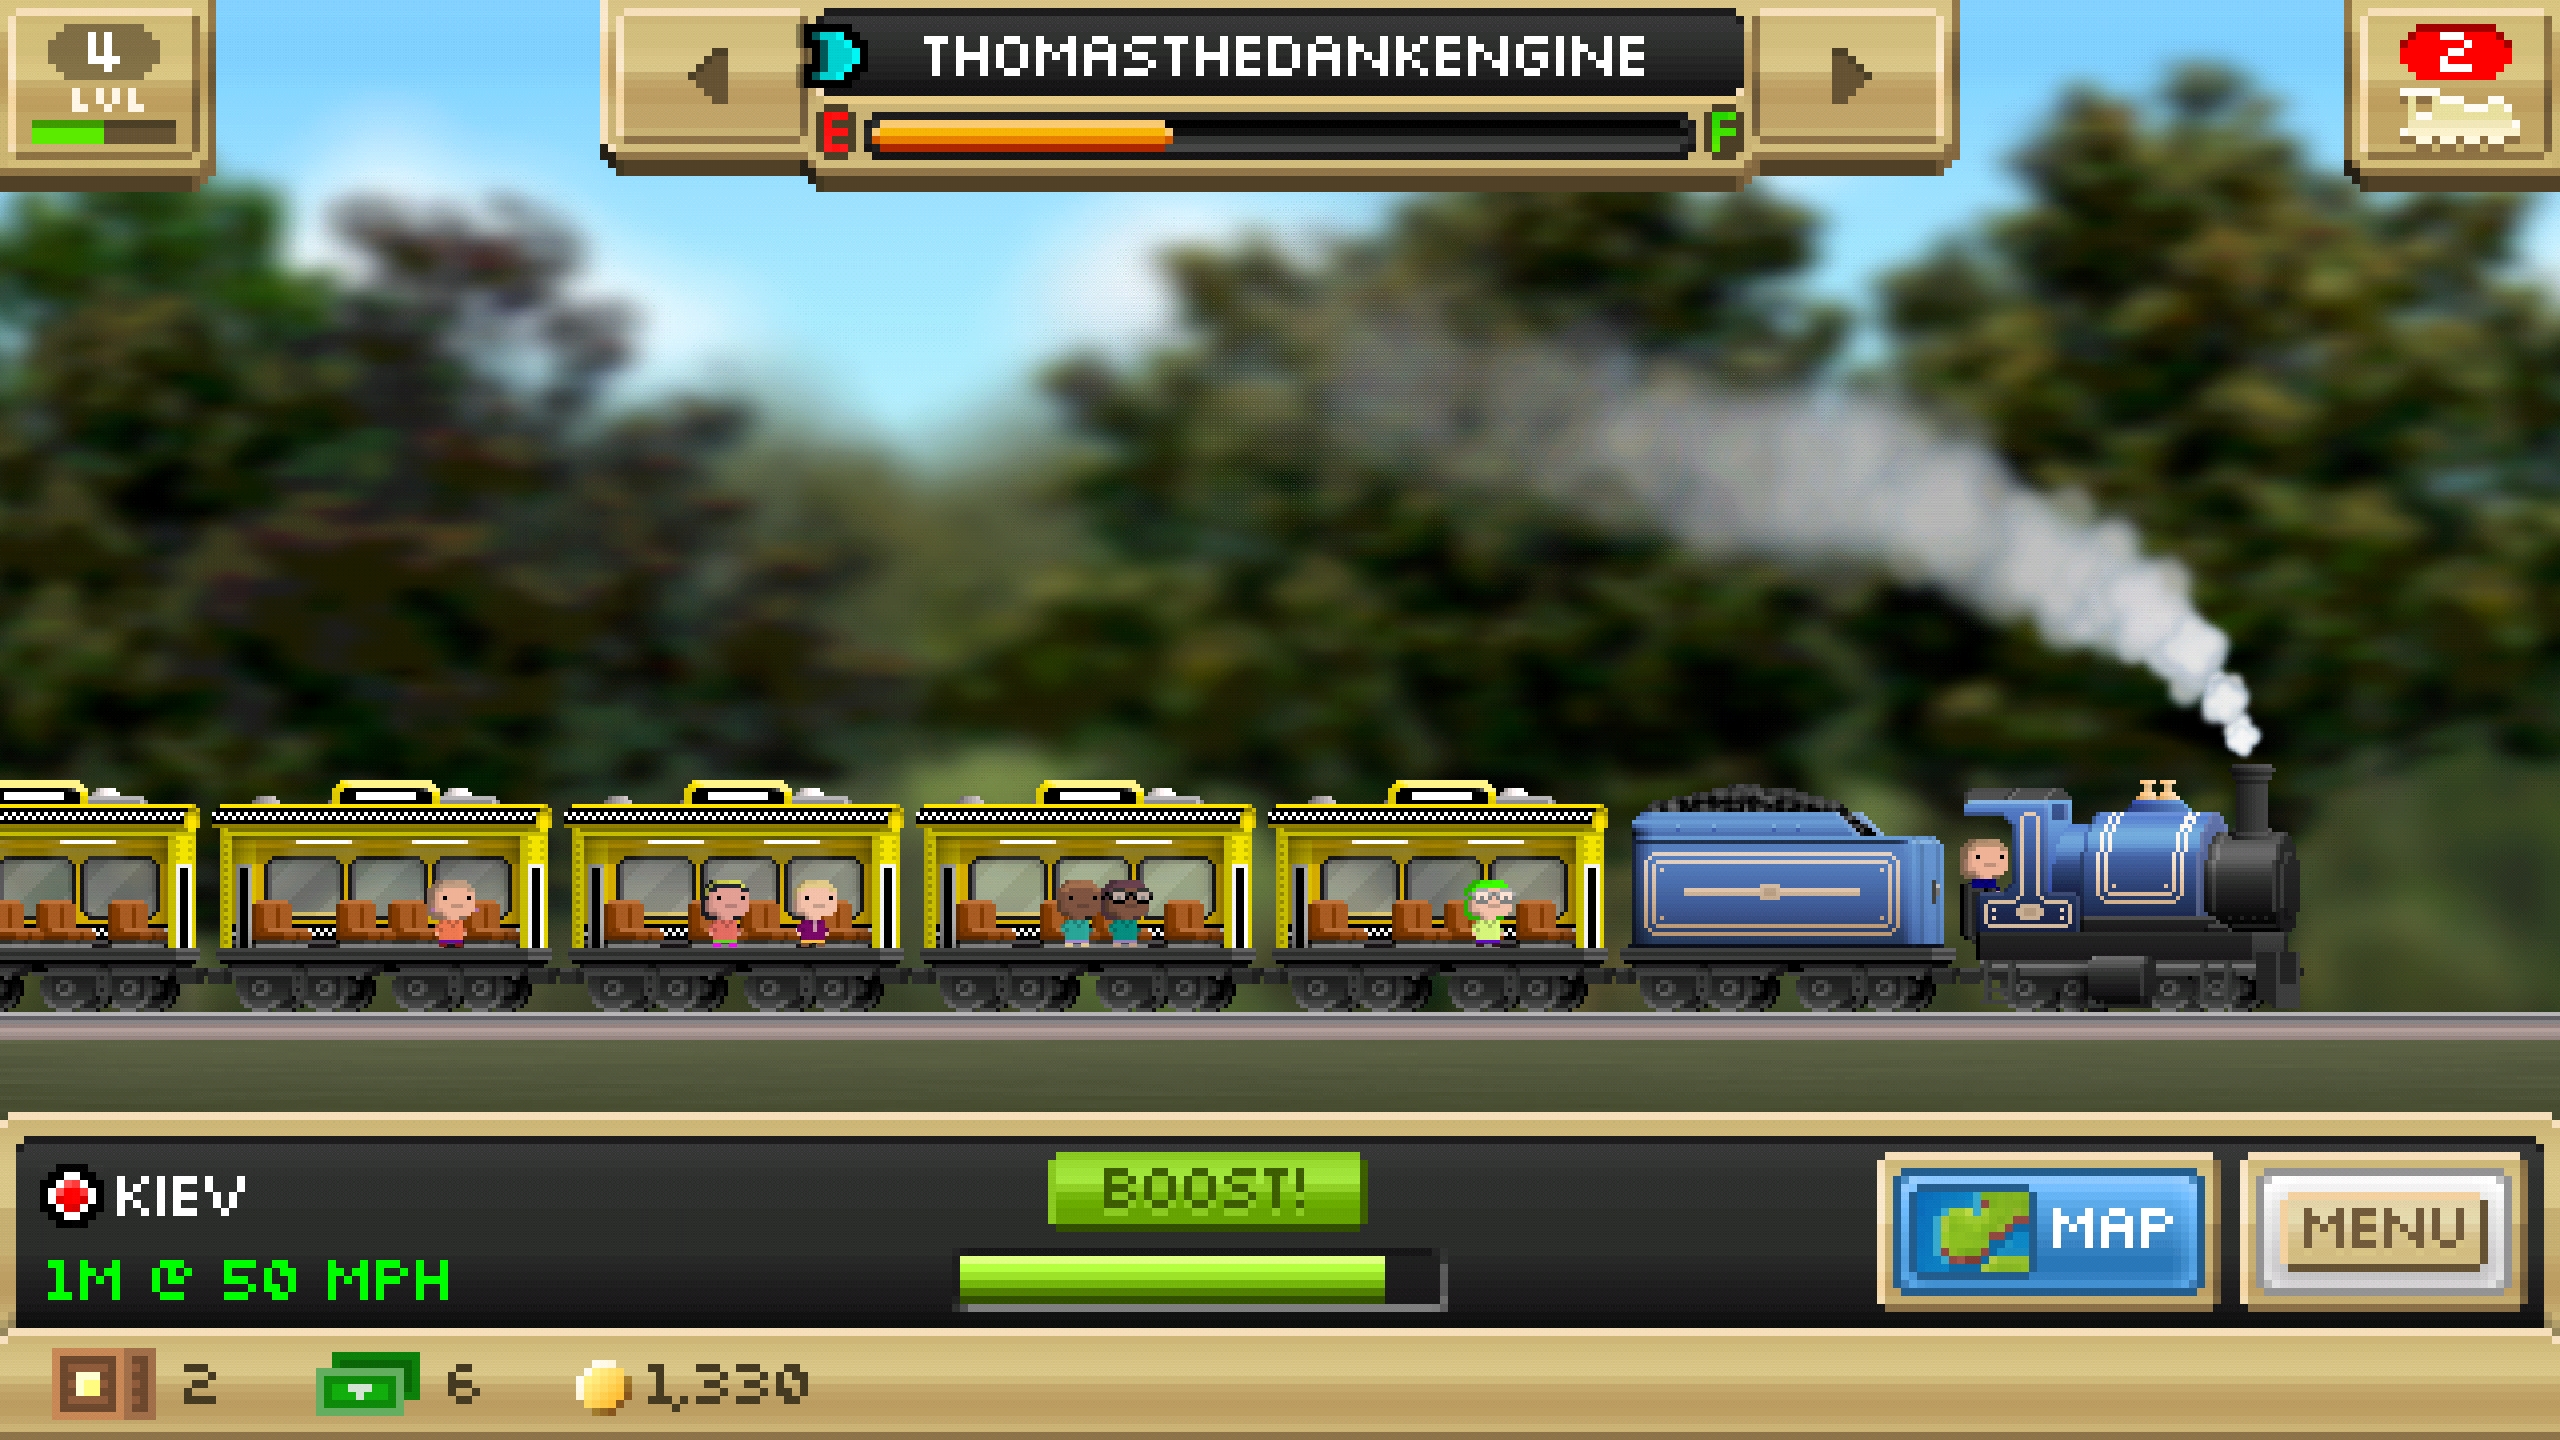 4
LVL
THOMASTHEDANKENGINE
E F
2
KIEV
1M @ 50 MPH
BOOST!
MAP
MENU
2 6 1,330